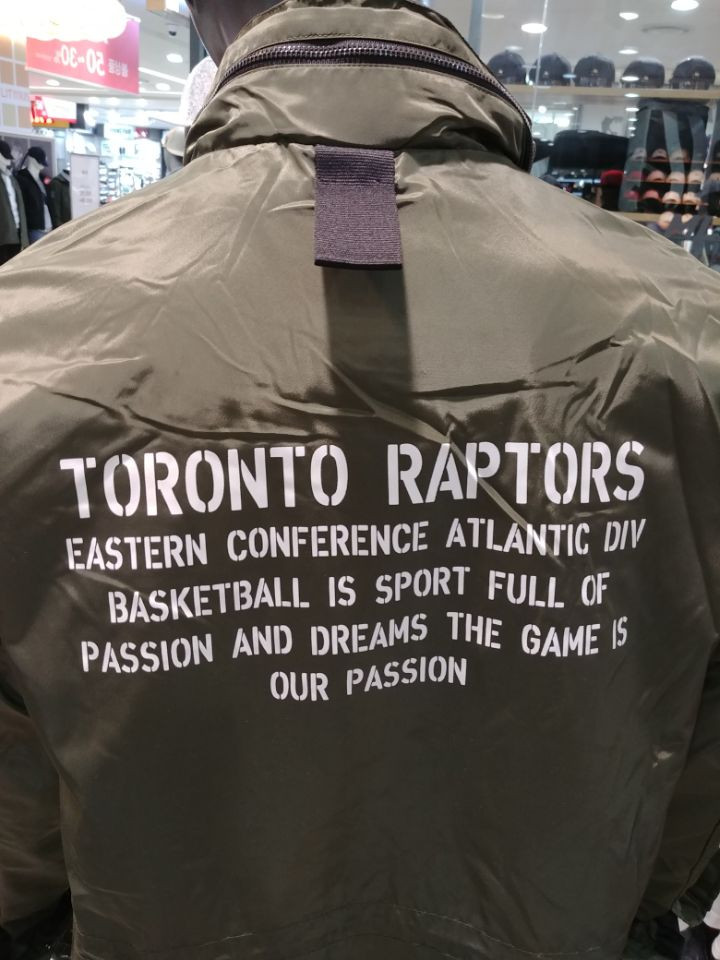 TORONTO RAPTORS
EASTERN CONFERENCE ATLANTIC DIV
BASKETBALL IS SPORT FULL OF
PASSION AND DREAMS THE GAME IS
OUR PASSION